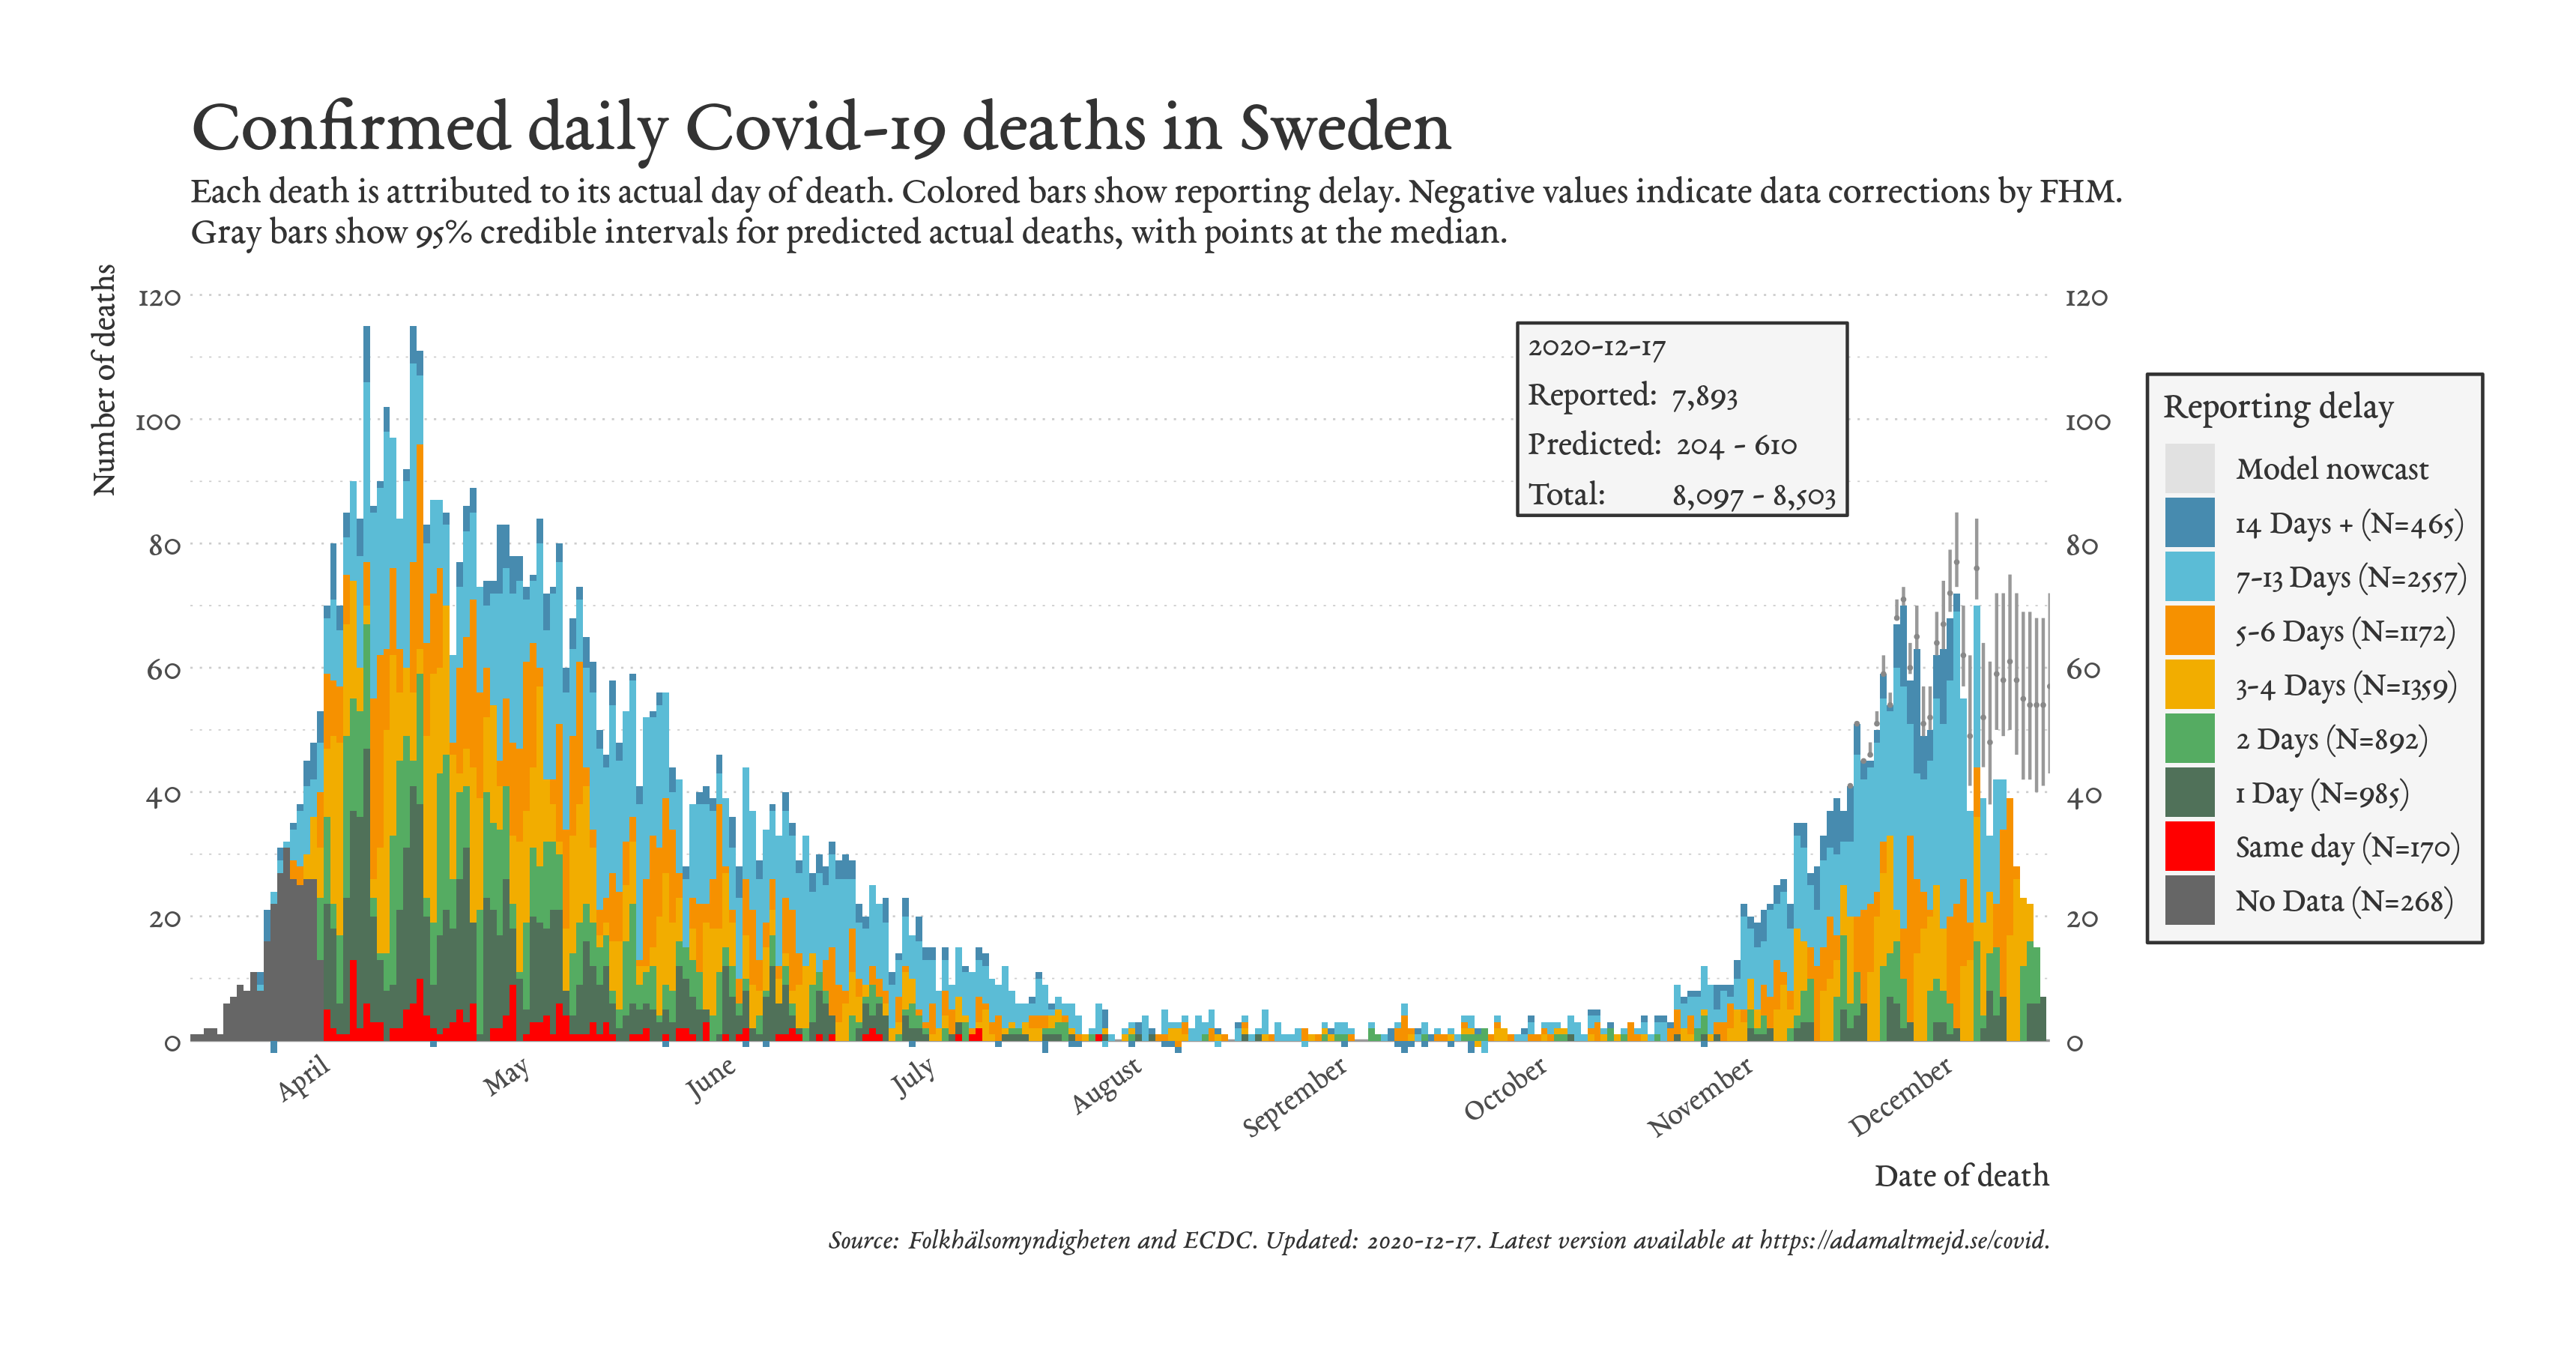 Confirmed daily Covid-19 deaths in Sweden
Each death is attributed to its actual day of death. Colored bars show reporting delay. Negative values indicate data corrections by FHM.
Gray bars show 95% credible intervals for predicted actual deaths, with points at the median.
Number of deaths
120
100
80
60
40
20
0
2020-12-17
Reported: 7,893
Predicted: 204 - 610
Total: 8,097 - 8,503
120
100
80
60
40
20
0
Reporting delay
Model nowcast
14 Days + (N=465)
7-13 Days (N=2557)
5-6 Days (N=1172)
3-4 Days (N=1359)
2 Days (N=892)
1 Day (N=985)
Same day (N=170)
No Data (N=268)
April
May
June
July
August
September
October
November
December
Date of death
Source: Folkhälsomyndigheten and ECDC. Updated: 2020-12-17. Latest version available at https://adamaltmejd.se/covid.